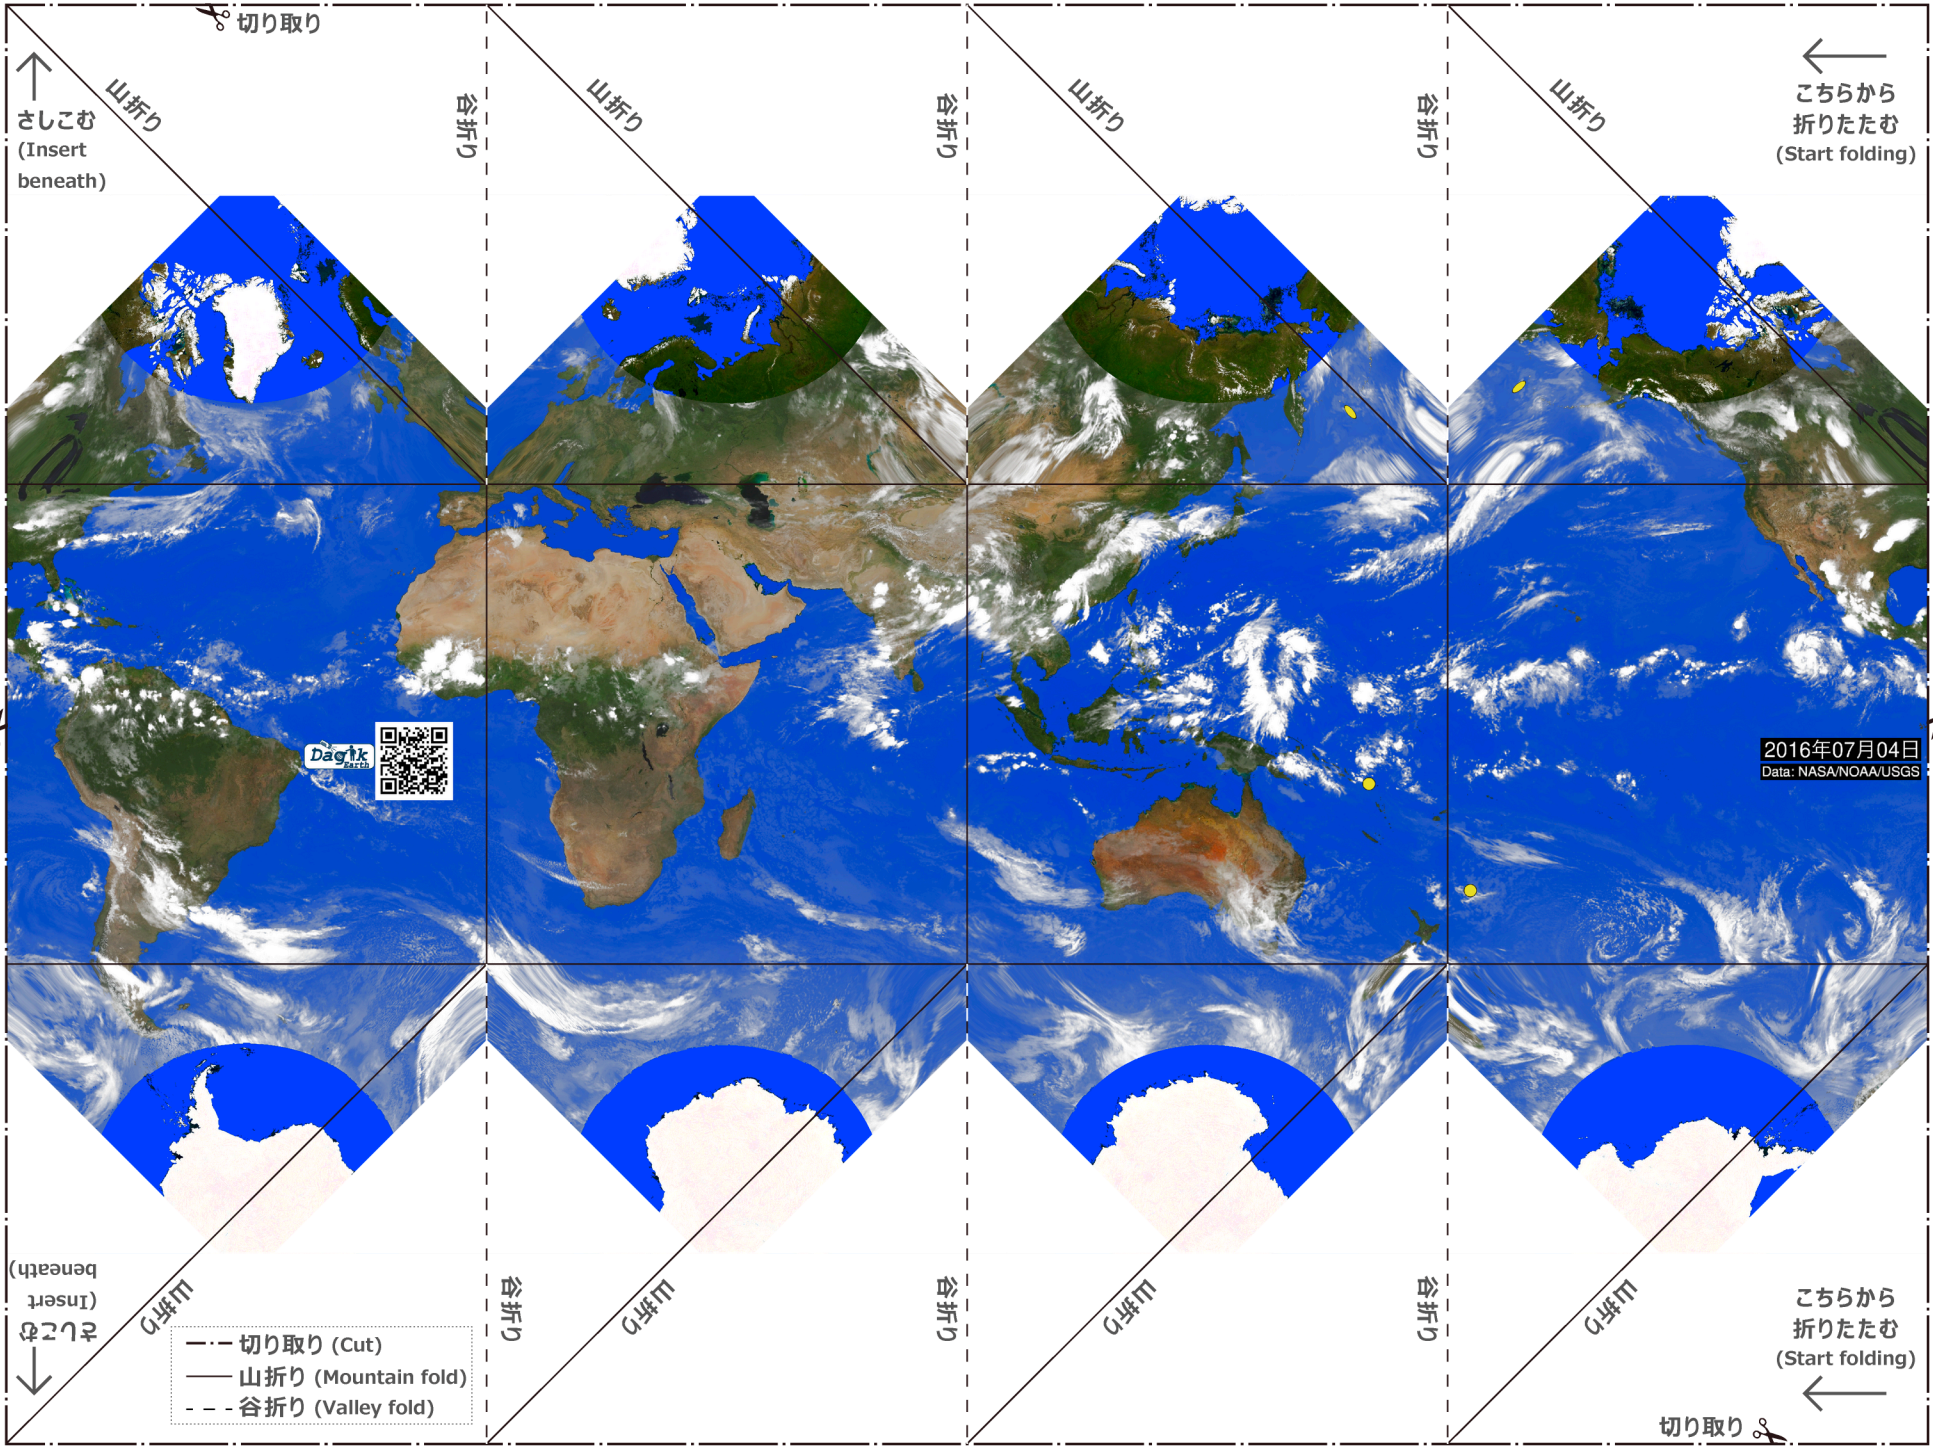 切り取り
こちらから
折りたたむ
(Start folding)
山折り
山折り
山折り
山折り
谷折り
谷折り
谷折り
さしこむ
(Insert
beneath)
Dagik
Earth
2016年07月04日
Data: NASA/NOAA/USGS
さしこむ
(Insert
beneath)
山折り
谷折り
山折り
谷折り
山折り
谷折り
山折り
こちらから
折りたたむ
(Start folding)
切り取り (Cut)
山折り (Mountain fold)
谷折り (Valley fold)
切り取り